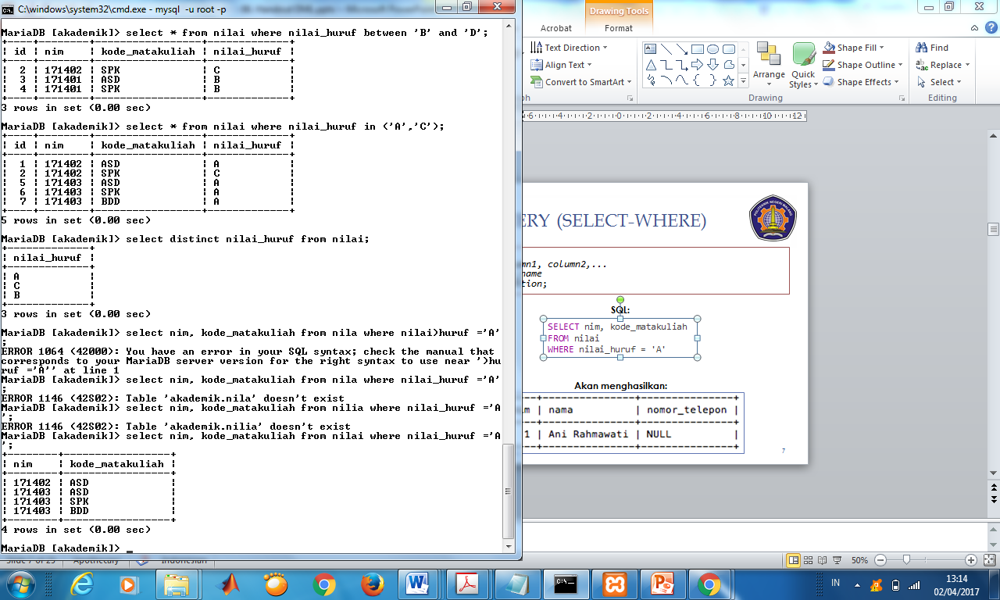 C:\windows\system32\cmd.exe - mysql  -u root -p
MariaDB [akademik]> select * from nilai where nilai_huruf between 'B' and 'D';
id | nim | kode_matakuliah | nilai_huruf
2 | 171402 | SPK | C
3 | 171401 | ASD | B
4 | 171401 | SPK | B
3 rows in set (0.00 sec)
MariaDB [akademik]> select * from nilai where nilai_huruf in ('A','C');
id | nim | kode_matakuliah | nilai_huruf
1 | 171402 | ASD | A
2 | 171402 | SPK | C
5 | 171403 | ASD | A
6 | 171403 | SPK | A
7 | 171403 | BDD | A
5 rows in set (0.00 sec)
MariaDB [akademik]> select distinct nilai_huruf from nilai;
nilai_huruf
A
C
B
3 rows in set (0.00 sec)
MariaDB [akademik]> select nim, kode_matakuliah from nila where nilai)huruf ='A'
;
ERROR 1064 (42000): You have an error in your SQL syntax; check the manual that
corresponds to your MariaDB server version for the right syntax to use near ')hu
ruf ='A'' at line 1
MariaDB [akademik]> select nim, kode_matakuliah from nila where nilai_huruf ='A'
;
ERROR 1146 (42S02): Table 'akademik.nila' doesn't exist
MariaDB [akademik]> select nim, kode_matakuliah from nilia where nilai_huruf ='A
';
ERROR 1146 (42S02): Table 'akademik.nilia' doesn't exist
MariaDB [akademik]> select nim, kode_matakuliah from nilai where nilai_huruf ='A
';
nim | kode_matakuliah
171402 | ASD
171403 | ASD
171403 | SPK
171403 | BDD
4 rows in set (0.00 sec)
MariaDB [akademik]> _
Drawing Tools
Acrobat Format
Text Direction
Align Text
Convert to SmartArt
Arrange
Quick
Styles
Shape Fill
Shape Outline
Shape Effects
Drawing
Find
Replace
Select
Editing
6 4 2 0 2 4 6 8 10 12
ERY (SELECT-WHERE)
POLITEKNIK NEGERI MALANG
mn1, column2,...
name
tion;
SQL:
SELECT nim, kode_matakuliah
FROM nilai
WHERE nilai_huruf = 'A'
Akan menghasilkan:
m | nama | nomor_telepon |
1 | Ani Rahmawati | NULL |
7
50%
IN
13:14
02/04/2017